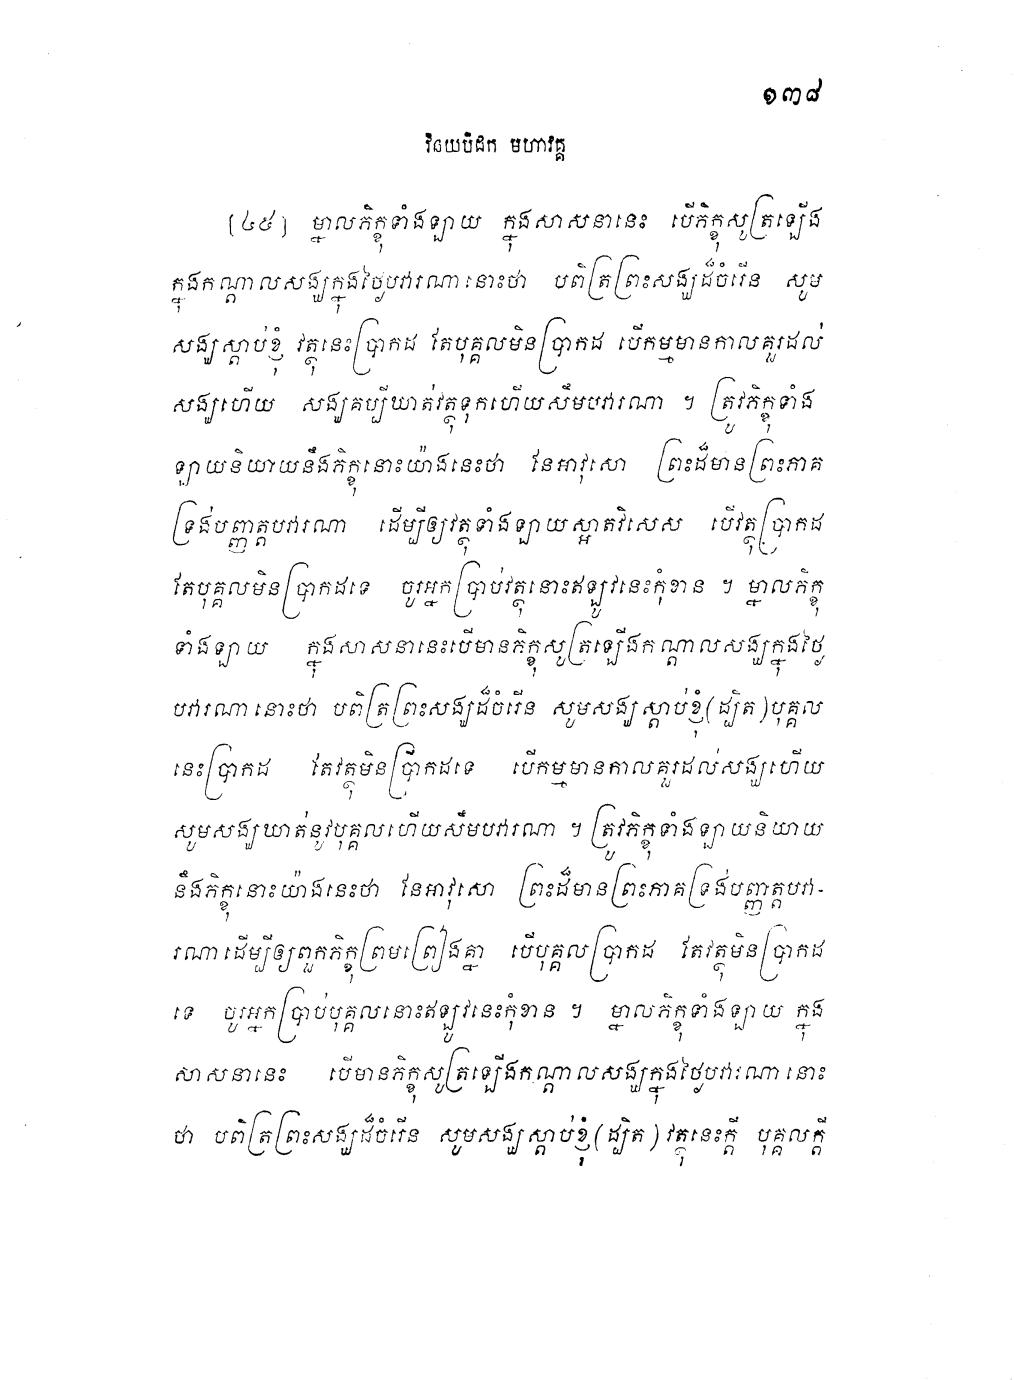 ១៣៨
វិនយបិដក មហាវគ្គ
[៤៥] ម្នាលភិក្ខុទាំងឡាយ ក្នុងសាសនានេះ បើភិក្ខុសូត្រឡើង
ក្នុងកណ្តាលសង្ឃក្នុងថ្ងៃបវារណានោះថា បពិត្រព្រះសង្ឃដ៏ចំរើន សូម
សង្ឃស្តាប់ខ្ញុំ វត្ថុនេះប្រាកដ តែបុគ្គលមិនប្រាកដ បើកម្មមានកាលគួរដល់
សង្ឃហើយ សង្ឃគប្បីឃាត់វត្ថុទុកហើយសឹមបវារណា ។ ត្រូវភិក្ខុទាំង
ឡាយនិយាយនឹងភិក្ខុនោះយ៉ាងនេះថា នែអាវុសោ ព្រះដ៏មានព្រះភាគ
ទ្រង់បញ្ញាត្តបវារណា ដើម្បីឲ្យវត្ថុទាំងឡាយស្អាតវិសេស បើវត្ថុប្រាកដ
តែបុគ្គលមិនប្រាកដទេ ចូរអ្នកប្រាប់វត្ថុនោះឥឡូវនេះកុំខាន ។ ម្នាលភិក្ខុ
ទាំងឡាយ ក្នុងសាសនានេះបើមានភិក្ខុសូត្រឡើងកណ្តាលសង្ឃក្នុងថ្ងៃ
បវារណានោះថា បពិត្រព្រះសង្ឃដ៏ចំរើន សូមសង្ឃស្តាប់ខ្ញុំ(ដ្បិត)បុគ្គល
នេះប្រាកដ តែវត្ថុមិនប្រាកដទេ បើកម្មមានកាលគួរដល់សង្ឃហើយ
សូមសង្ឃឃាត់នូវបុគ្គលហើយសឹមបវារណា ។ ត្រូវភិក្ខុទាំងឡាយនិយាយ
នឹងភិក្ខុនោះយ៉ាងនេះថា នែអាវុសោ ព្រះដ៏មានព្រះភាគទ្រង់បញ្ញាត្តបវា-
រណាដើម្បីឲ្យពួកភិក្ខុព្រមព្រៀងគ្នា បើបុគ្គលប្រាកដ តែវត្ថុមិនប្រាកដ
ទេ ចូរអ្នកប្រាប់បុគ្គលនោះឥឡូវនេះកុំខាន ។ ម្នាលភិក្ខុទាំងឡាយ ក្នុង
សាសនានេះ បើមានភិក្ខុសូត្រឡើងកណ្តាលសង្ឃក្នុងថ្ងៃបវារណានោះ
ថា បពិត្រព្រះសង្ឃដ៏ចំរើន សូមសង្ឃស្តាប់ខ្ញុំ(ដ្បិត)វត្ថុនេះក្តី បុគ្គលក្តី